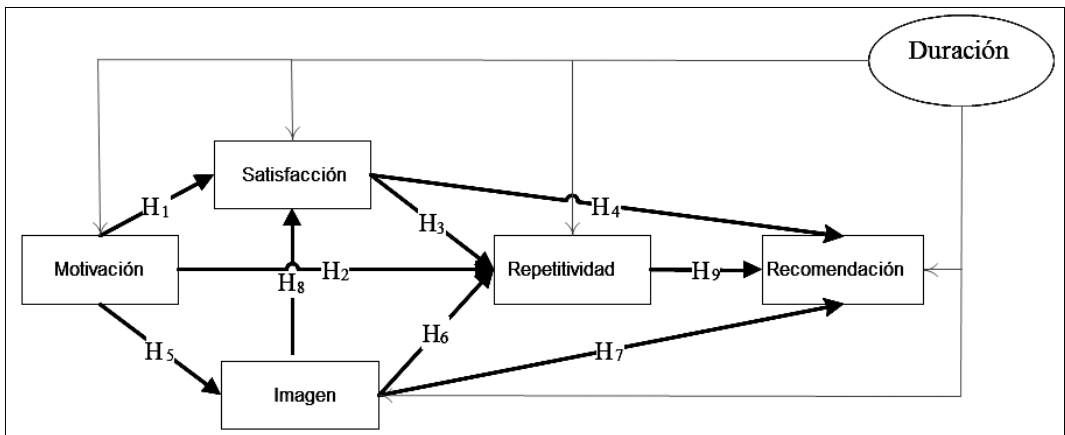 Duración
Satisfacción
H1
H3
H4
Motivación
H2
H8
Repetitividad
H9
Recomendación
H5
H6
H7
Imagen